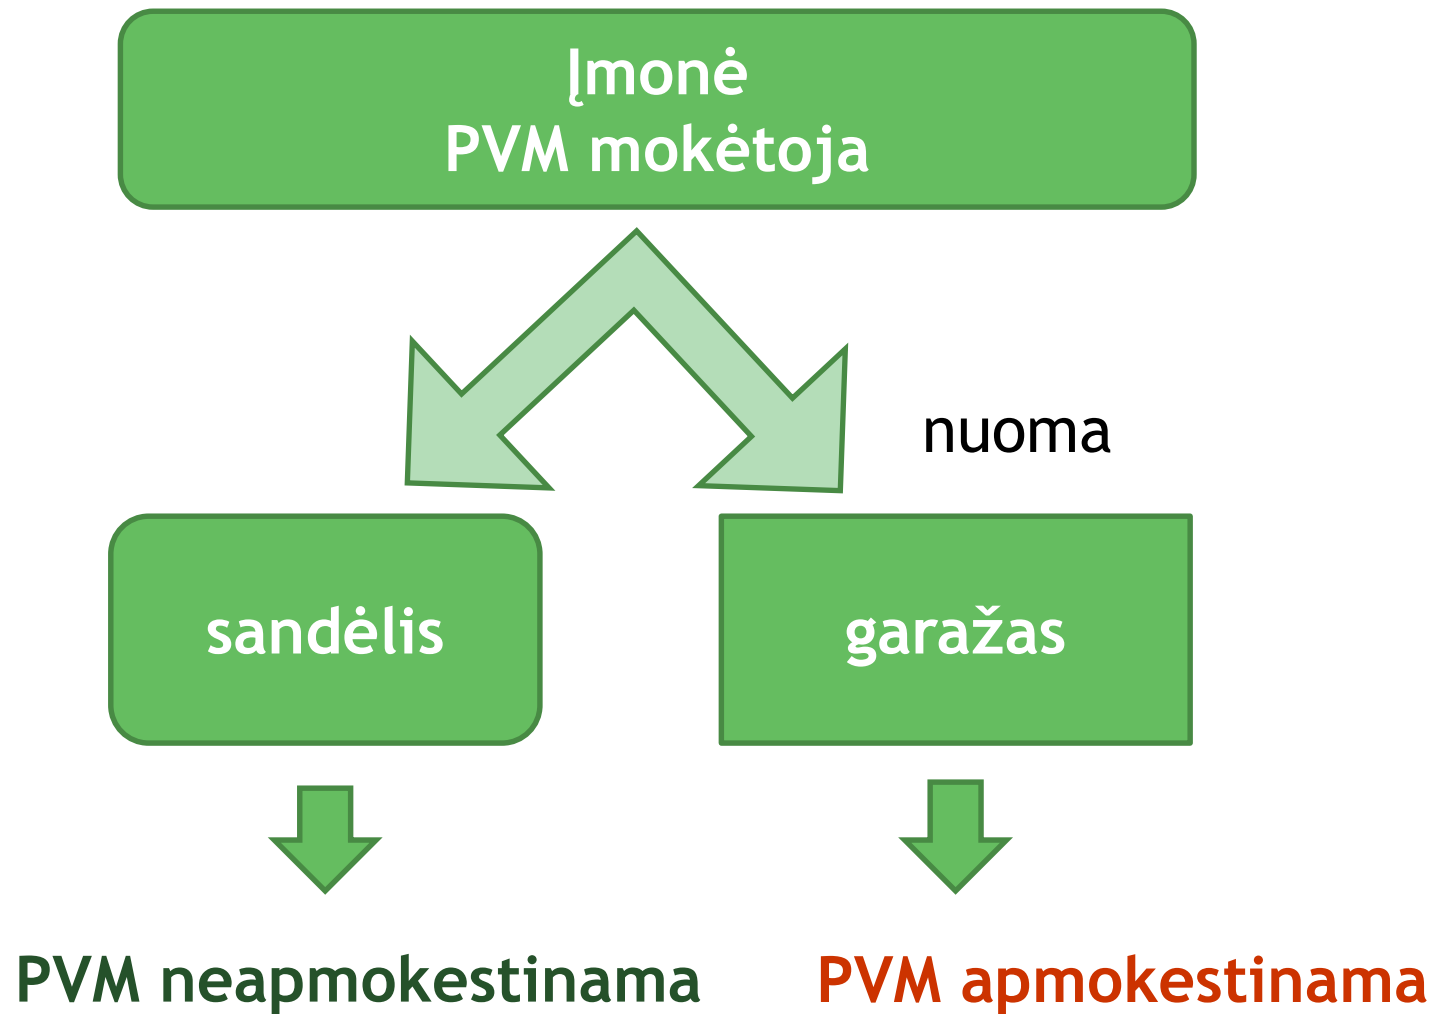 Įmonė
PVM mokėtoja
nuoma
sandėlis
garažas
PVM neapmokestinama
PVM apmokestinama